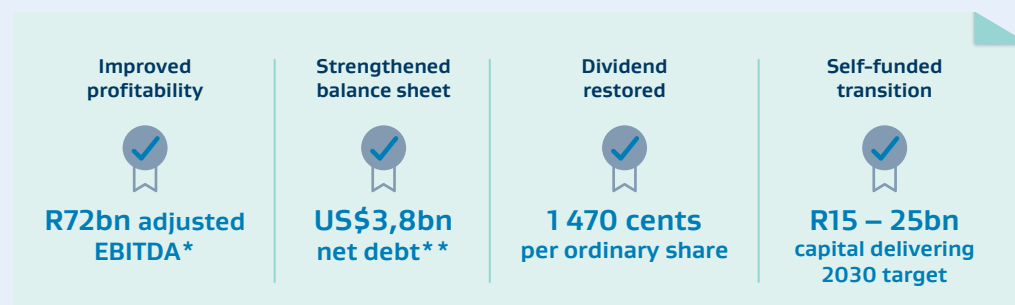 Improved
profitability
R72bn adjusted
EBITDA*
Strengthened
balance sheet
US$3,8bn
net debt**
Dividend
restored
1 470 cents
per ordinary share
Self-funded
transition
R15 – 25bn
capital delivering
2030 target